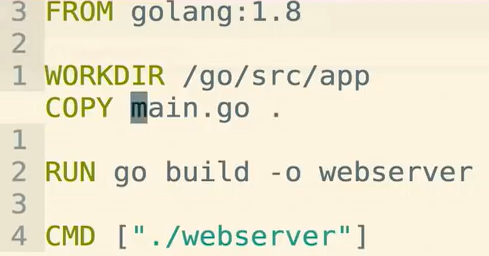 3 FROM golang:1.8
2
1 WORKDIR /go/src/app
COPY main.go .
1
2 RUN go build -o webserver
3
4 CMD ["./webserver"]